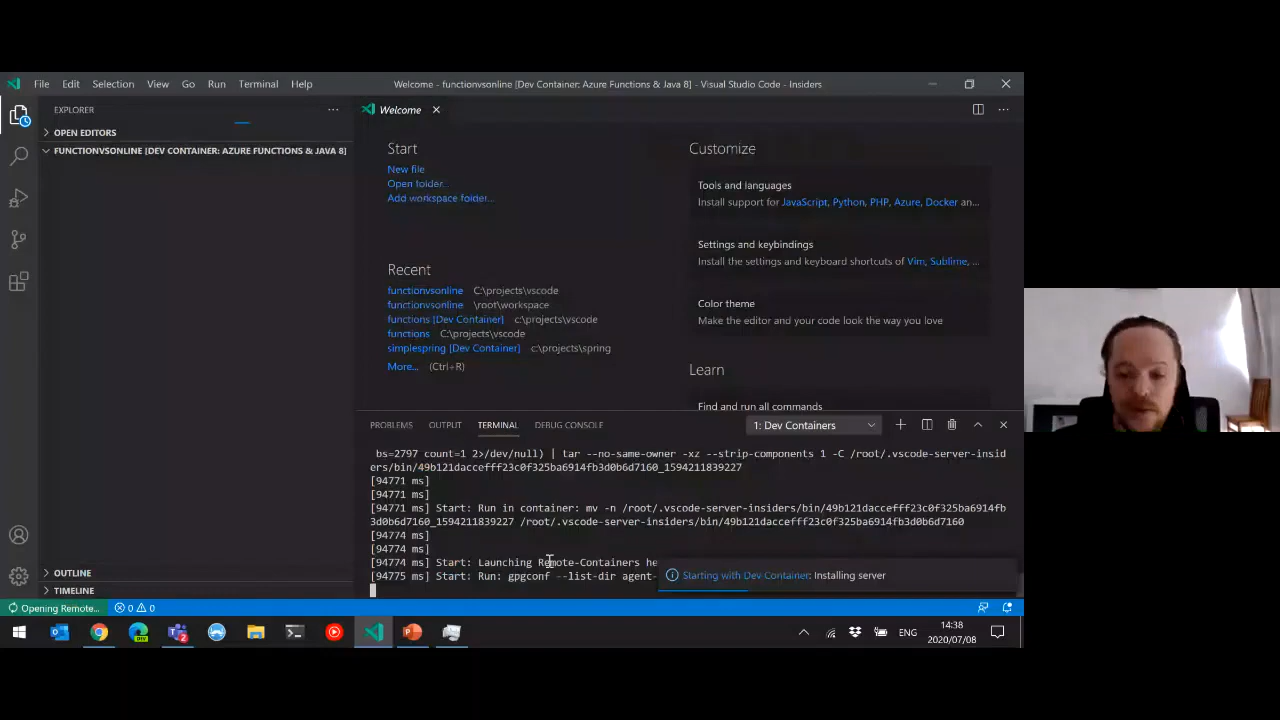 File Edit Selection View Go Run Terminal Help
Welcome - functionvsonline [Dev Container: Azure Functions & Java 8] - Visual Studio Code - Insiders
EXPLORER
OPEN EDITORS
FUNCTIONVSONLINE [DEV CONTAINER: AZURE FUNCTIONS & JAVA 8]
OUTLINE
TIMELINE
Welcome
Start
New file
Open folder...
Add workspace folder...
Recent
functionvsonline C:\projects\vscode
functionvsonline \root\workspace
functions [Dev Container] c:\projects\vscode
functions C:\projects\vscode
simplespring [Dev Container] c:\projects\spring
More... (Ctrl+R)
Customize
Tools and languages
Install support for JavaScript, Python, PHP, Azure, Docker an...
Settings and keybindings
Install the settings and keyboard shortcuts of Vim, Sublime, ...
Color theme
Make the editor and your code look the way you love
Learn
Find and run all commands
PROBLEMS OUTPUT TERMINAL DEBUG CONSOLE
1: Dev Containers
bs=2797 count=1 2>/dev/null) | tar --no-same-owner -xz --strip-components 1 -C /root/.vscode-server-insid
ers/bin/49b121daccefff23c0f325ba6914fb3d0b6d7160_1594211839227
[94771 ms]
[94771 ms]
[94771 ms] Start: Run in container: mv -n /root/.vscode-server-insiders/bin/49b121daccefff23c0f325ba6914fb
3d0b6d7160_1594211839227 /root/.vscode-server-insiders/bin/49b121daccefff23c0f325ba6914fb3d0b6d7160
[94774 ms]
[94774 ms]
[94774 ms] Start: Launching Remote-Containers he
[94775 ms] Start: Run: gpgconf --list-dir agent-
Starting with Dev Container: Installing server
Opening Remote... 0 0
ENG
14:38
2020/07/08